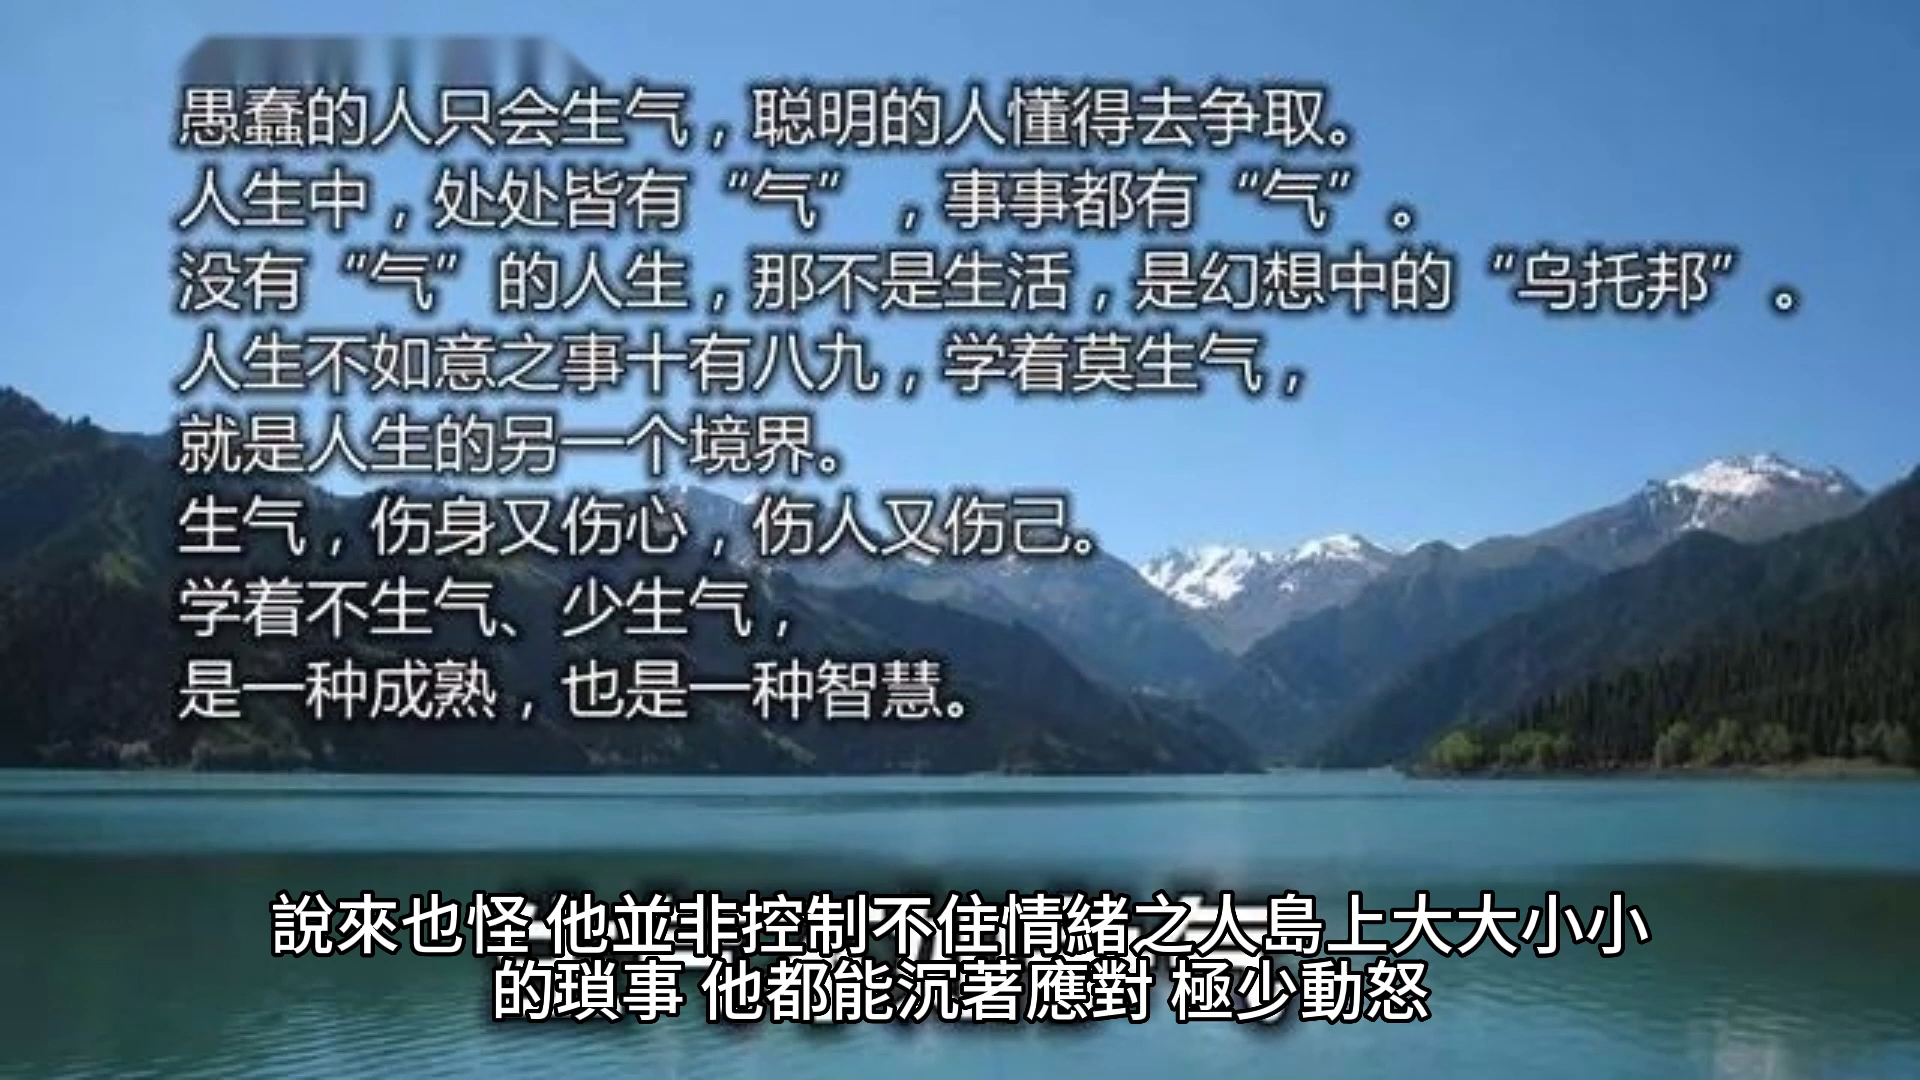 愚蠢的人只会生气，聪明的人懂得去争取。
人生中，处处皆有“气”，事事都有“气”。
没有“气”的人生，那不是生活，是幻想中的“乌托邦”。
人生不如意之事十有八九，学着莫生气，
就是人生的另一个境界。
生气，伤身又伤心，伤人又伤己。
学着不生气、少生气，
是一种成熟，也是一种智慧。
說來也怪 他並非控制不住情緒之人島上大大小小
的瑣事 他都能沉著應對 極少動怒